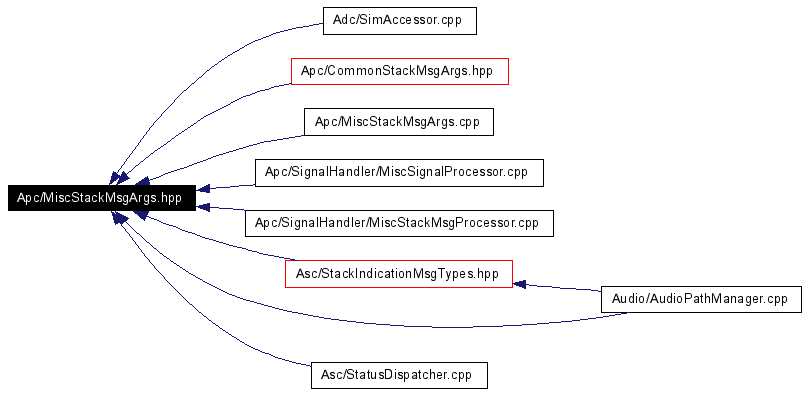 Adc/SimAccessor.cpp
Apc/CommonStackMsgArgs.hpp
Apc/MiscStackMsgArgs.cpp
Apc/SignalHandler/MiscSignalProcessor.cpp
Apc/MiscStackMsgArgs.hpp
Apc/SignalHandler/MiscStackMsgProcessor.cpp
Asc/StackIndicationMsgTypes.hpp
Audio/AudioPathManager.cpp
Asc/StatusDispatcher.cpp